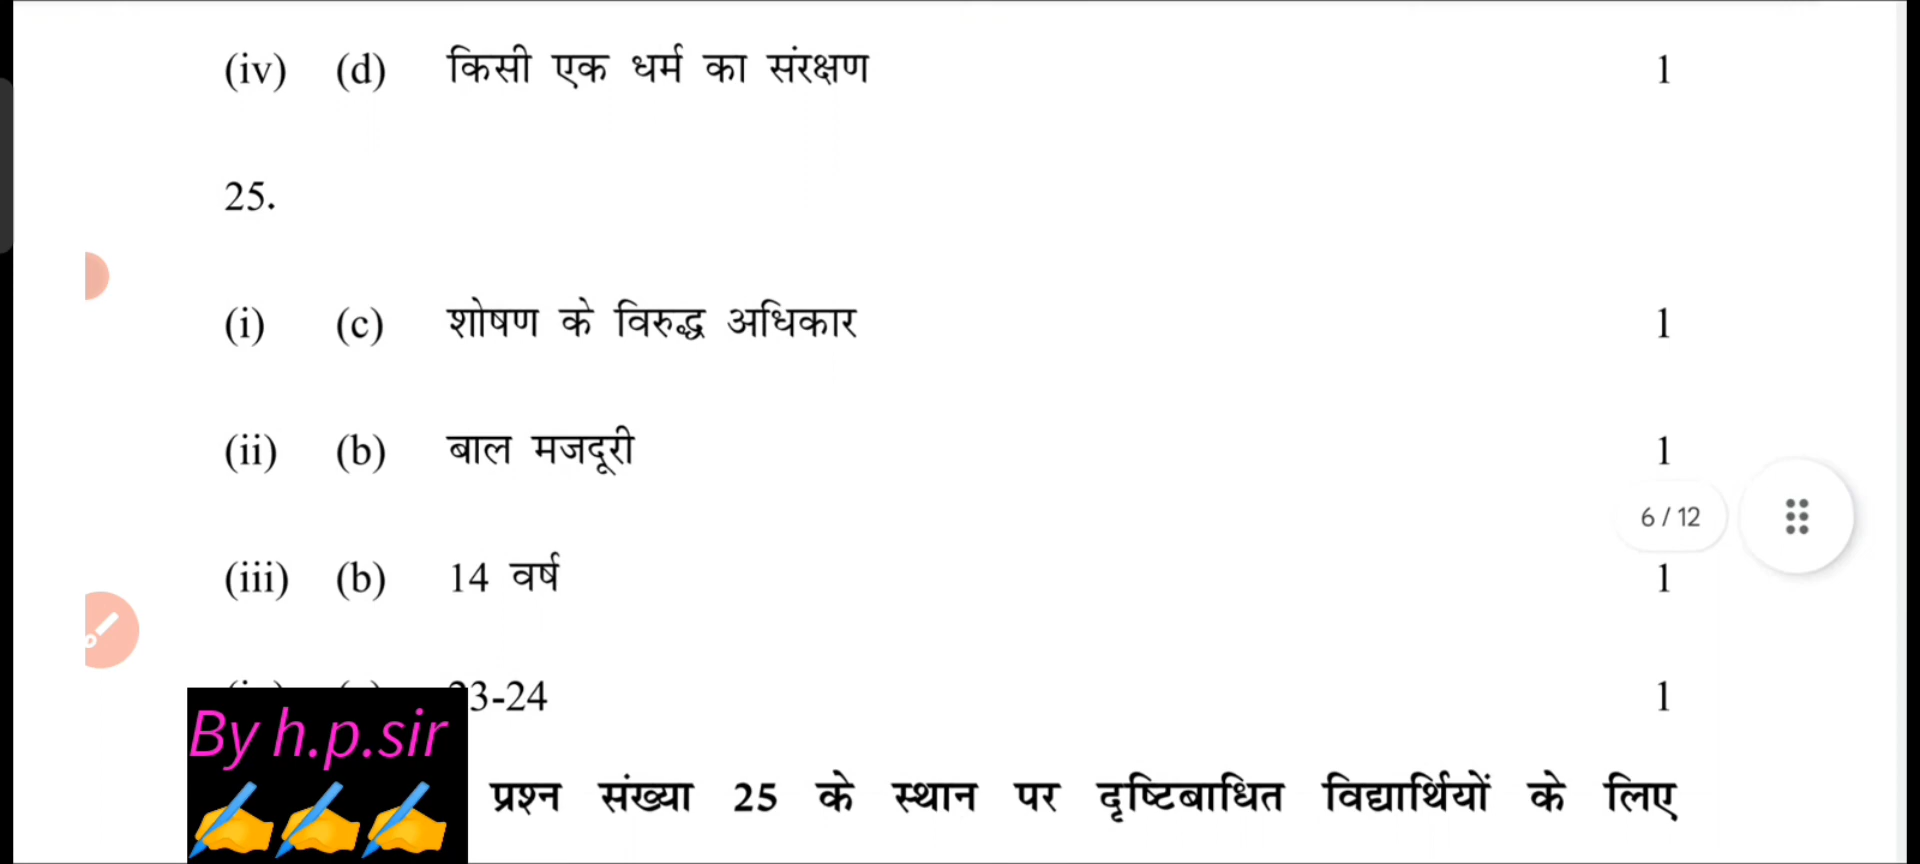 (iv) (d) किसी एक धर्म का संरक्षण 1
25.
(i) (c) शोषण के विरुद्ध अधिकार 1
(ii) (b) बाल मजदूरी 1
6 / 12
(iii) (b) 14 वर्ष 1
3-24 1
By h.p.sir
प्रश्न संख्या 25 के स्थान पर दृष्टिबाधित विद्यार्थियों के लिए